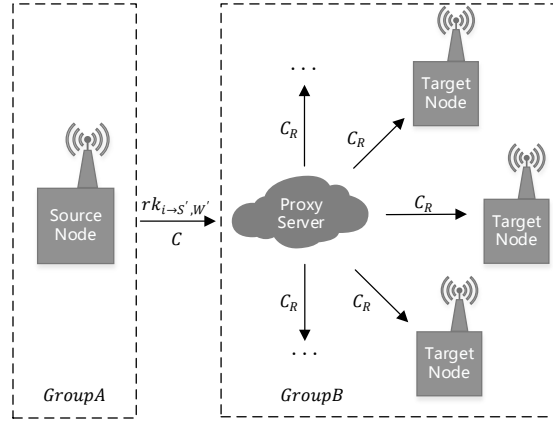 Source
Node
GroupA
rk_{i→S′,W′}
C
Proxy
Server
. . .
C_R
C_R
Target
Node
C_R
Target
Node
C_R
C_R
Target
Node
. . .
GroupB